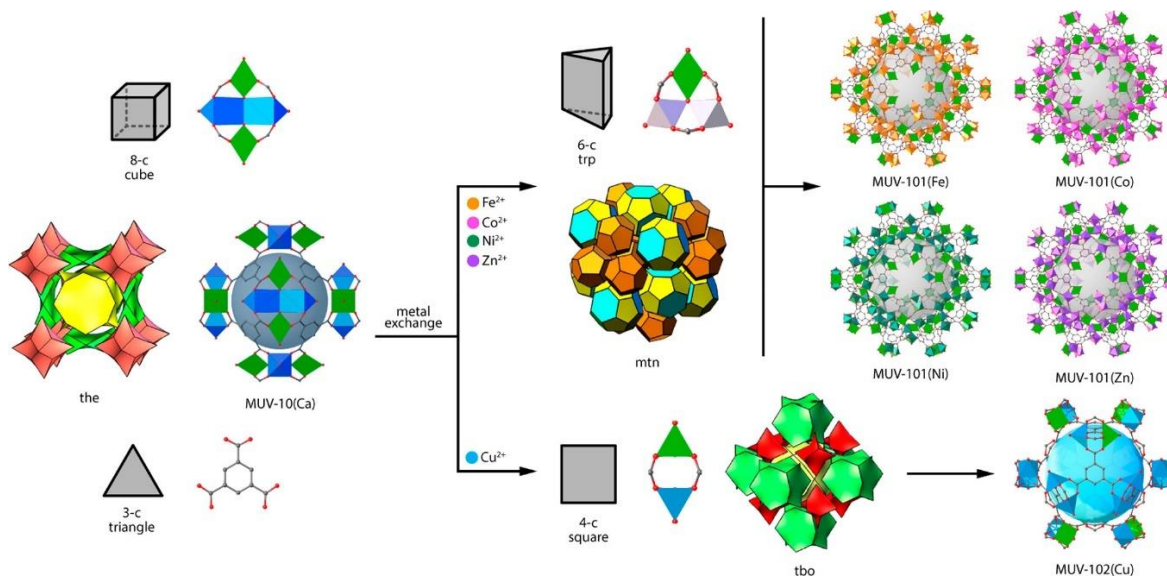 8-c
cube
the
MUV-10(Ca)
3-c
triangle
metal
exchange
6-c
trp
Fe²⁺
Co²⁺
Ni²⁺
Zn²⁺
mtn
Cu²⁺
4-c
square
tbo
MUV-101(Fe)
MUV-101(Co)
MUV-101(Ni)
MUV-101(Zn)
MUV-102(Cu)